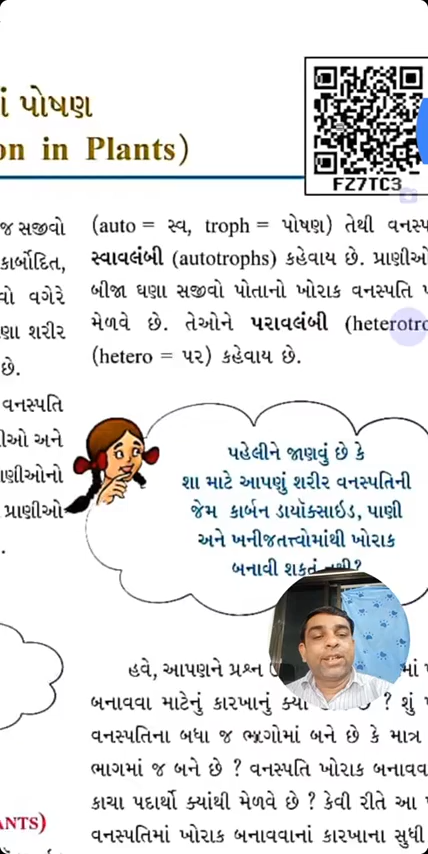 ાં પોષણ
on in Plants)
FZ7TC3
જ સજીવો
કાર્બોદિત,
વો વગેરે
ણા શરીર
છે.
વનસ્પતિ
ીઓ અને
ાણીઓનો
પ્રાણીઓ
.
(auto = સ્વ, troph = પોષણ) તેથી વનસ્પ
સ્વાવલંબી (autotrophs) કહેવાય છે. પ્રાણીઓ
બીજા ઘણા સજીવો પોતાનો ખોરાક વનસ્પતિ પ
મેળવે છે. તેઓને પરાવલંબી (heterotro
(hetero = પર) કહેવાય છે.
પહેલીને જાણવું છે કે
શા માટે આપણું શરીર વનસ્પતિની
જેમ કાર્બન ડાયૉક્સાઇડ, પાણી
અને ખનીજતત્ત્વોમાંથી ખોરાક
બનાવી શકતું નથી?
હવે, આપણને પ્રશ્ન
બનાવવા માટેનું કારખાનું ? શું
વનસ્પતિના બધા જ ભાગોમાં બને છે કે માત્ર
ભાગમાં જ બને છે ? વનસ્પતિ ખોરાક બનાવવ
કાચા પદાર્થો ક્યાંથી મેળવે છે ? કેવી રીતે આ
વનસ્પતિમાં ખોરાક બનાવવાનાં કારખાના સુધી
ANTS)